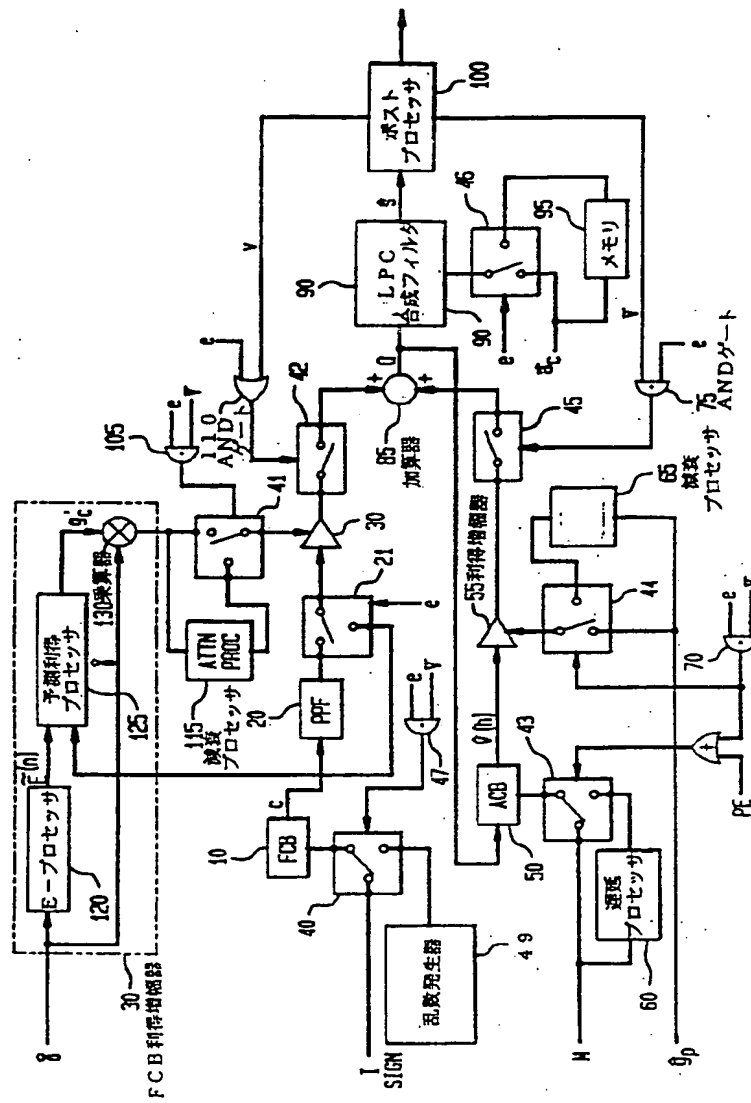 γ̂
E－プロセッサ
120
Γ̃(n)
予測利得
プロセッサ
125
g'c
130乗算器
30
FCB利得増幅器
e
v̄
105
115
減衰
プロセッサ
ATTN
PROC
41
e
v
110
ANDゲート
42
30
I
SIGN
40
10
FCB
C
20
PPF
21
e
e
v̄
47
乱数発生器
49
85
加算器
Q
90
LPC
合成フィルタ
90
ŝ
ポスト
プロセッサ
100
v
v
46
e
āc
95
メモリ
45
e
75
ANDゲート
50
ACB
v(n)
55利得増幅器
65
減衰
プロセッサ
44
e
v
70
43
M
遅延
プロセッサ
60
PE
ĝp